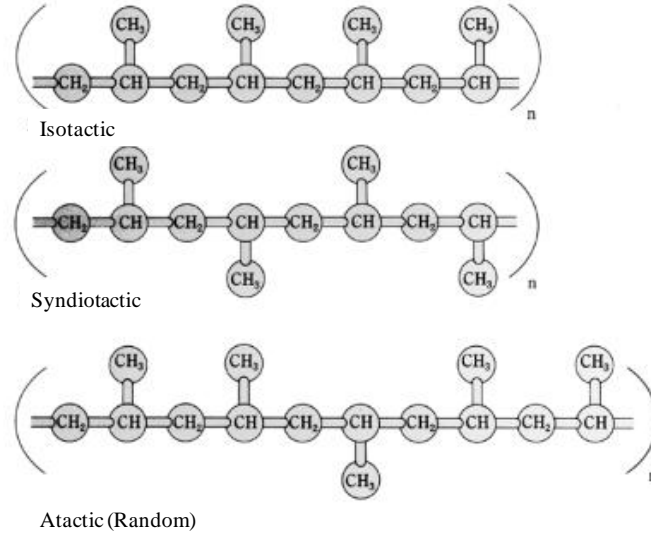 CH₃ CH₃ CH₃ CH₃
CH₂ CH CH₂ CH CH₂ CH CH₂ CH
n
Isotactic
CH₃ CH₃
CH₂ CH CH₂ CH CH₂ CH CH₂ CH
CH₃ CH₃
n
Syndiotactic
CH₃ CH₃ CH₃ CH₃
CH₂ CH CH₂ CH CH₂ CH CH₂ CH CH₂ CH
CH₃
Atactic (Random)